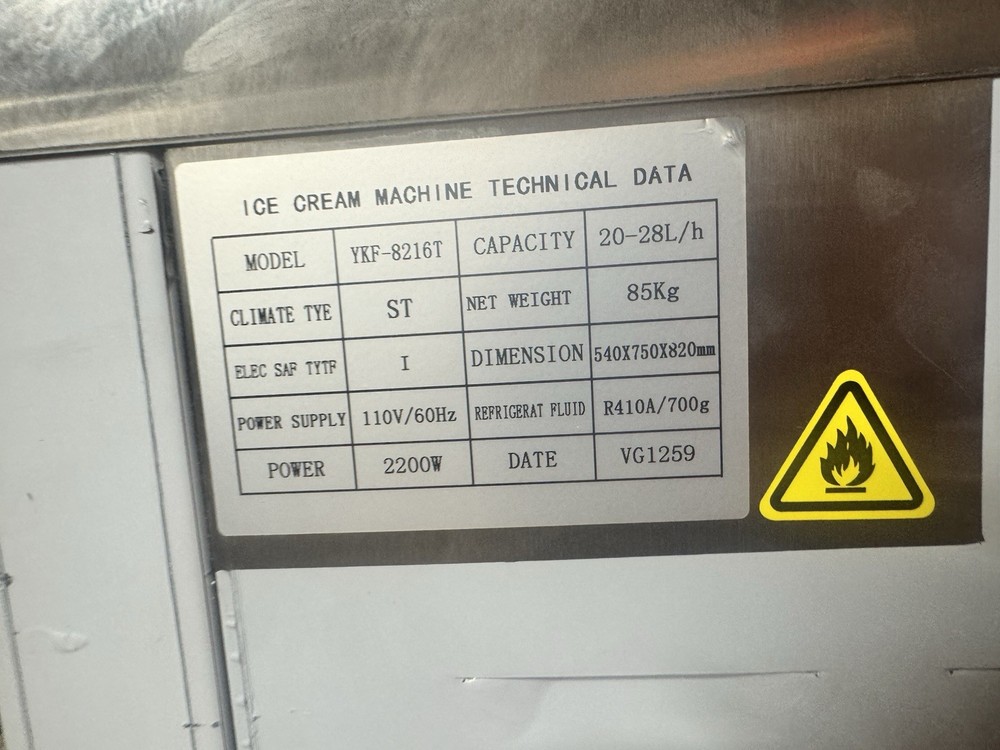 ICE CREAM MACHINE TECHNICAL DATA
MODEL YKF-8216T CAPACITY 20-28L/h
CLIMATE TYE ST NET WEIGHT 85Kg
ELEC SAF TYTF I DIMENSION 540X750X820mm
POWER SUPPLY 110V/60Hz REFRIGERAT FLUID R410A/700g
POWER 2200W DATE VG1259